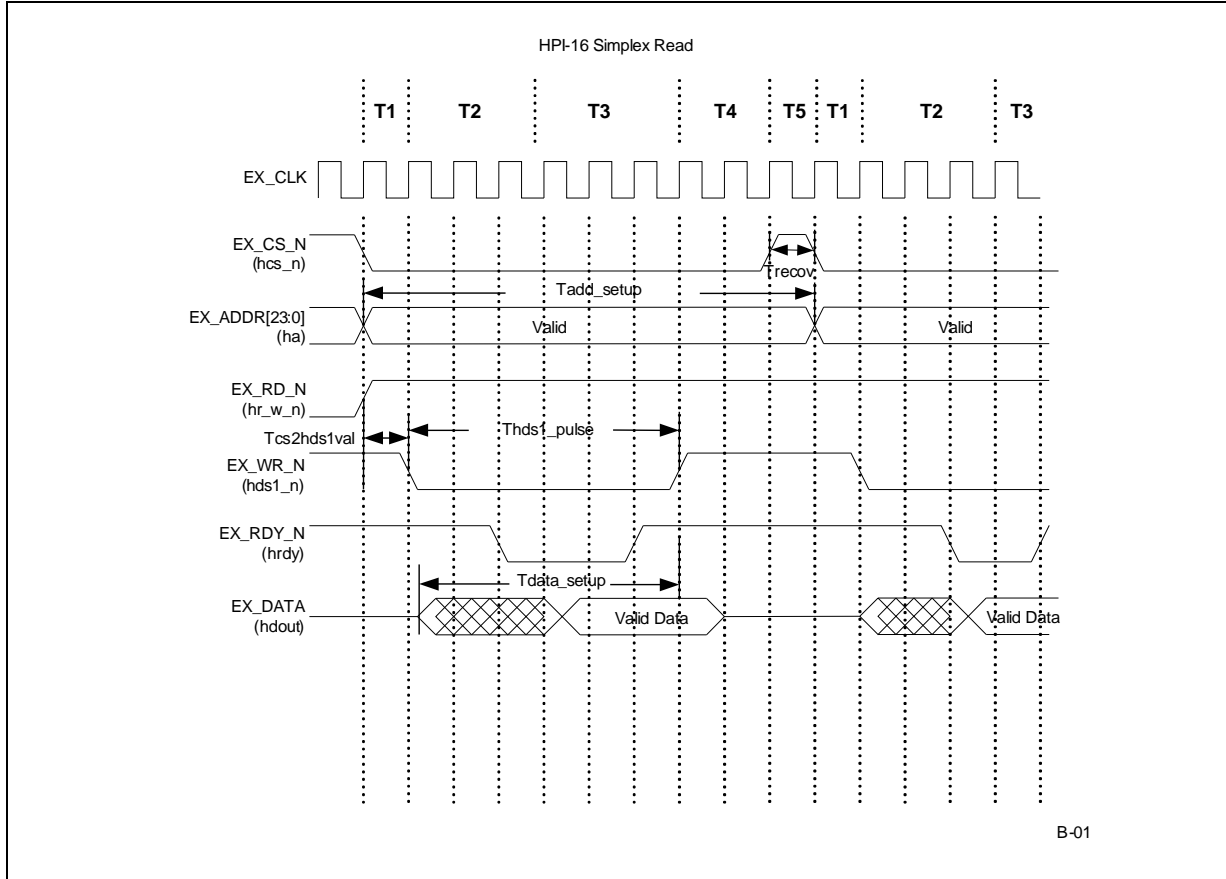 HPI-16 Simplex Read
T1 T2 T3 T4 T5 T1 T2 T3
EX_CLK
EX_CS_N
(hcs_n)
Trecov
Tadd_setup
EX_ADDR[23:0]
(ha)
Valid Valid
EX_RD_N
(hr_w_n)
Tcs2hds1val
Thds1_pulse
EX_WR_N
(hds1_n)
EX_RDY_N
(hrdy)
Tdata_setup
EX_DATA
(hdout)
Valid Data Valid Data
B-01